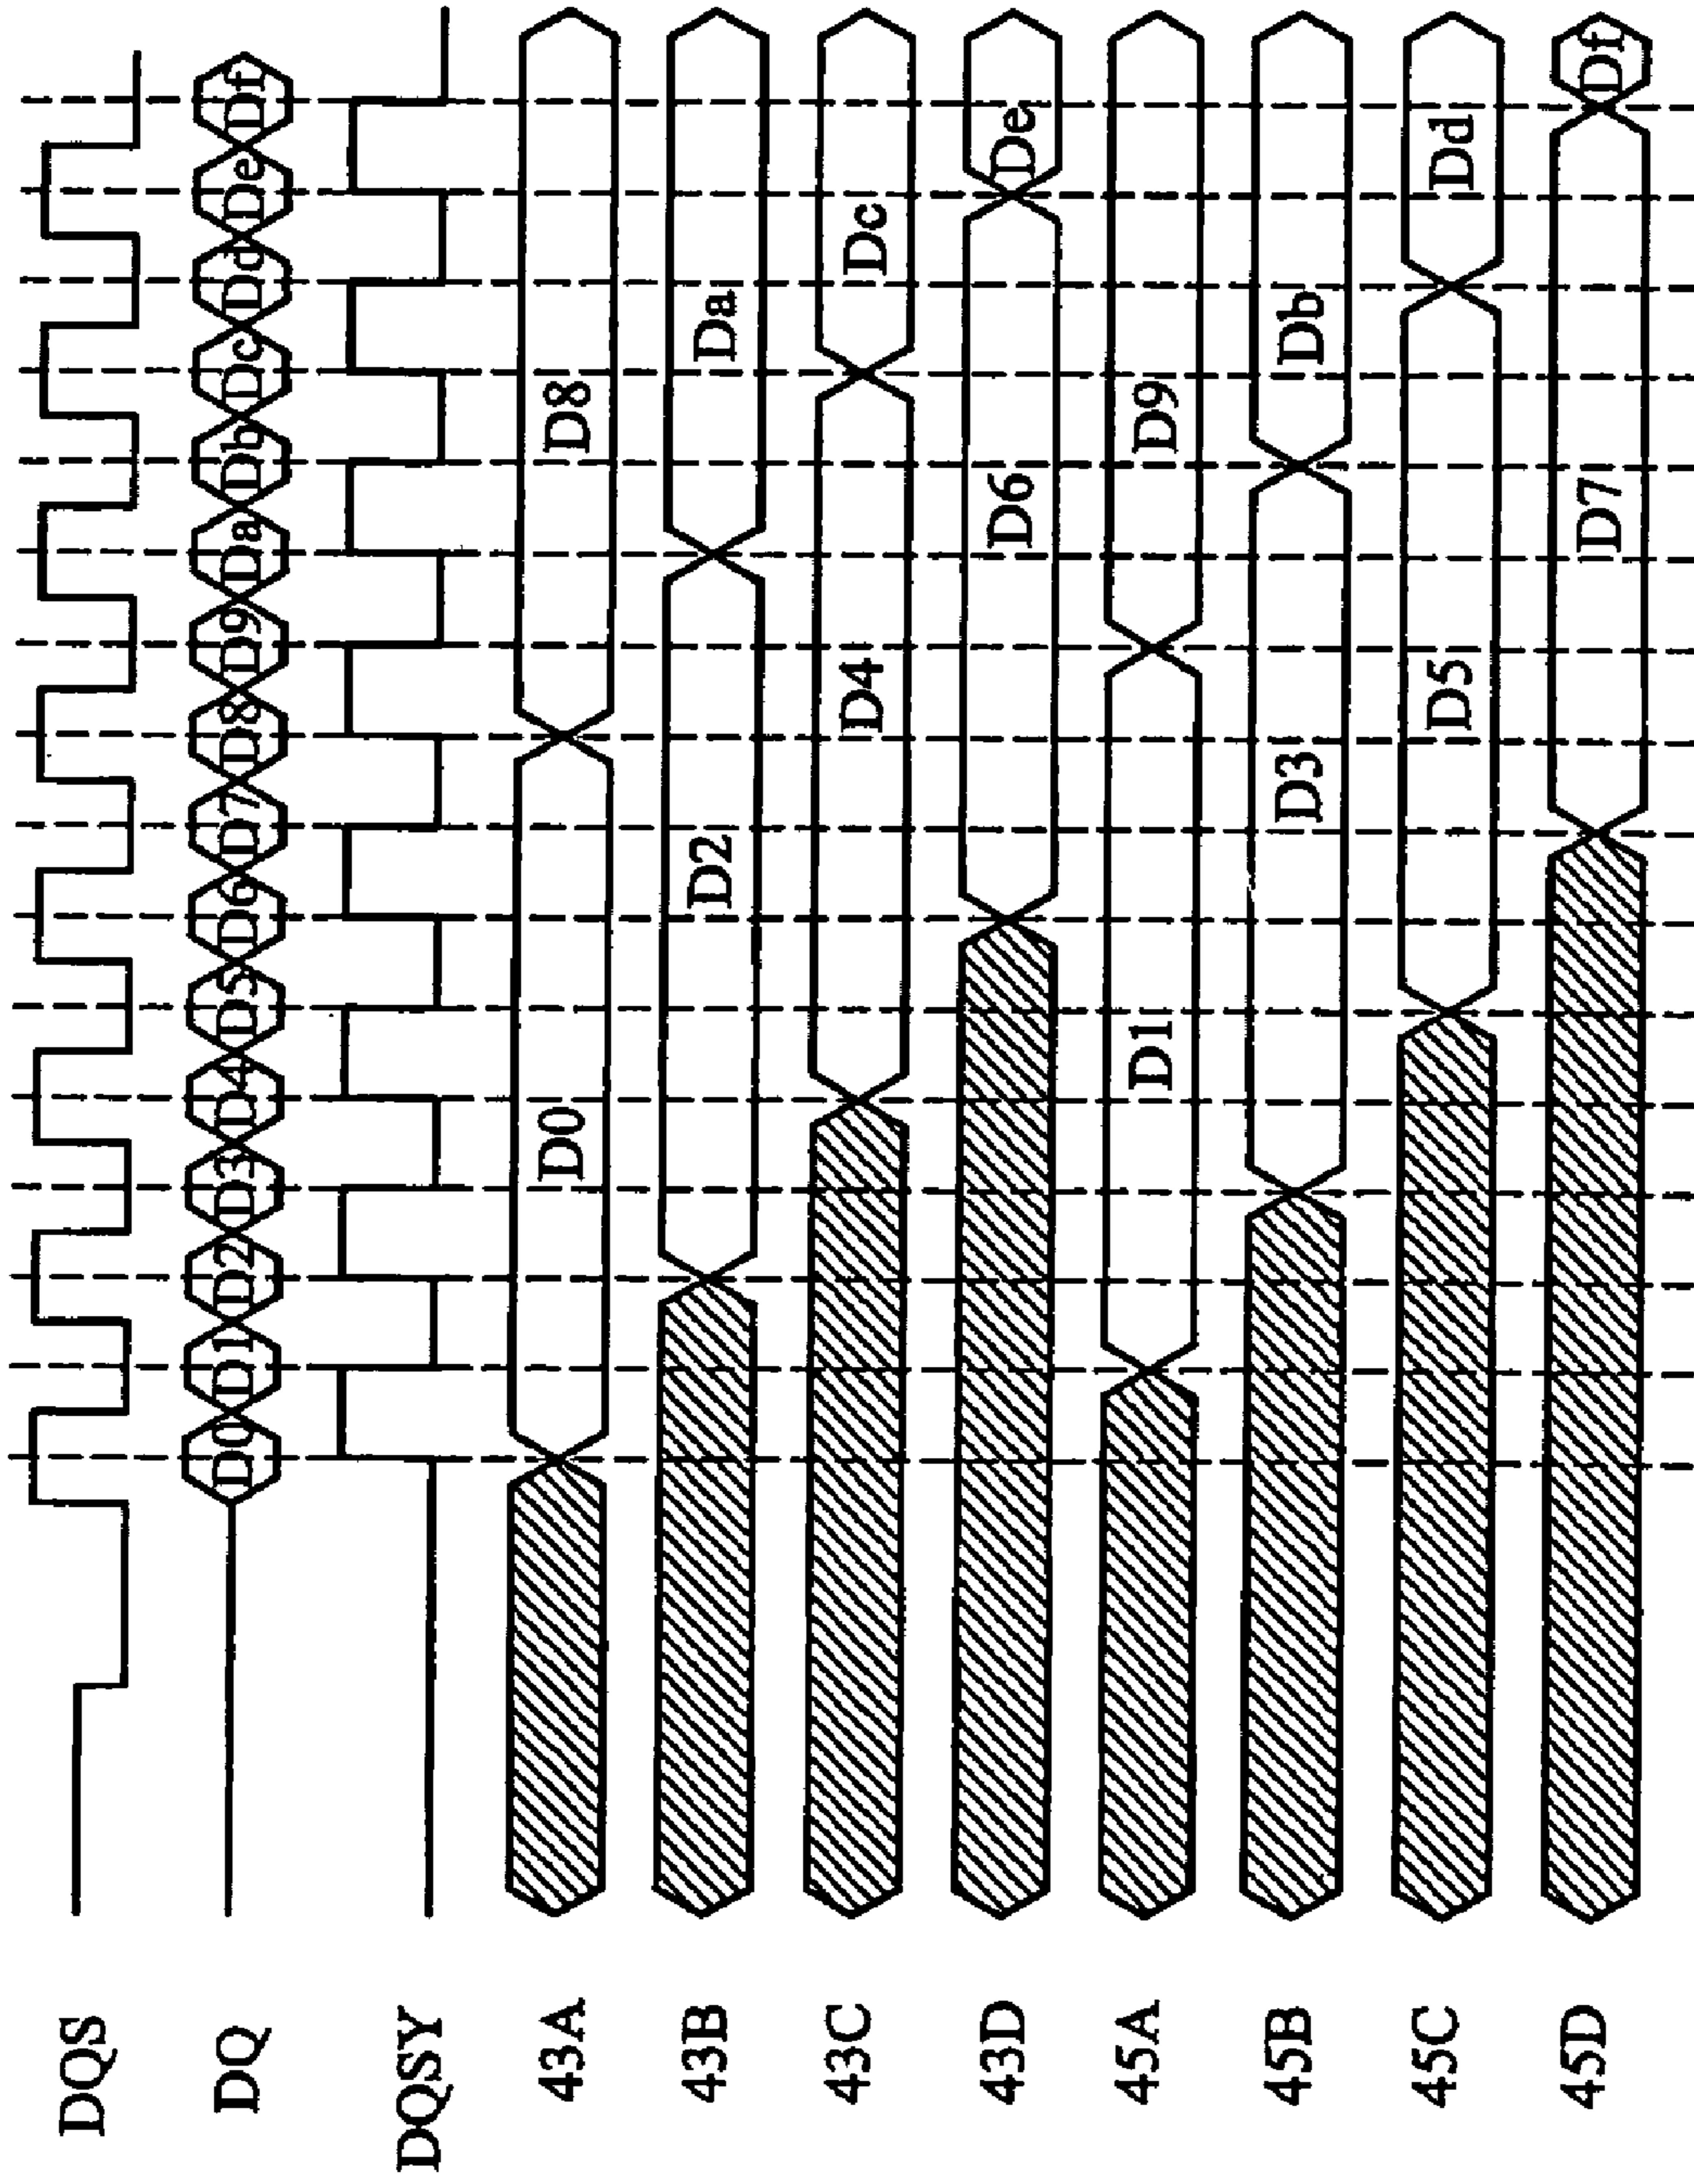 DQS
DQ D0 D1 D2 D3 D4 D5 D6 D7 D8 D9 Da Db Dc Dd De Df
DQSY
43A D0 D8
43B D2 Da
43C D4 Dc
43D D6 De
45A D1 D9
45B D3 Db
45C D5 Dd
45D D7 Df